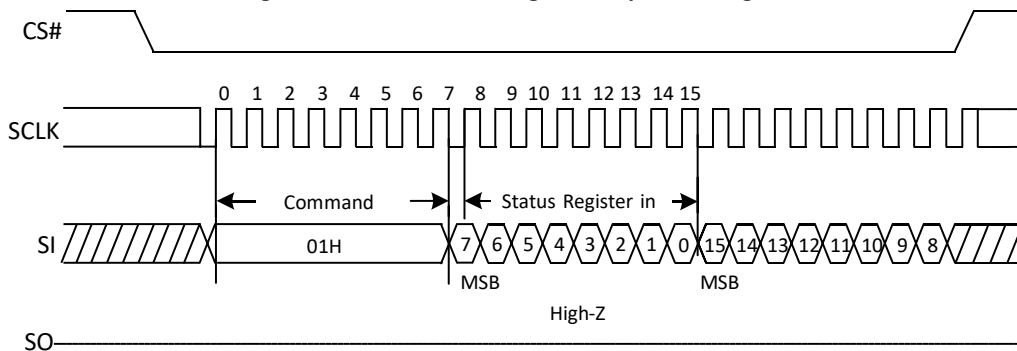 CS#
0 1 2 3 4 5 6 7 8 9 10 11 12 13 14 15
SCLK
Command Status Register in
SI 01H 7 6 5 4 3 2 1 0 15 14 13 12 11 10 9 8
MSB MSB
High-Z
SO